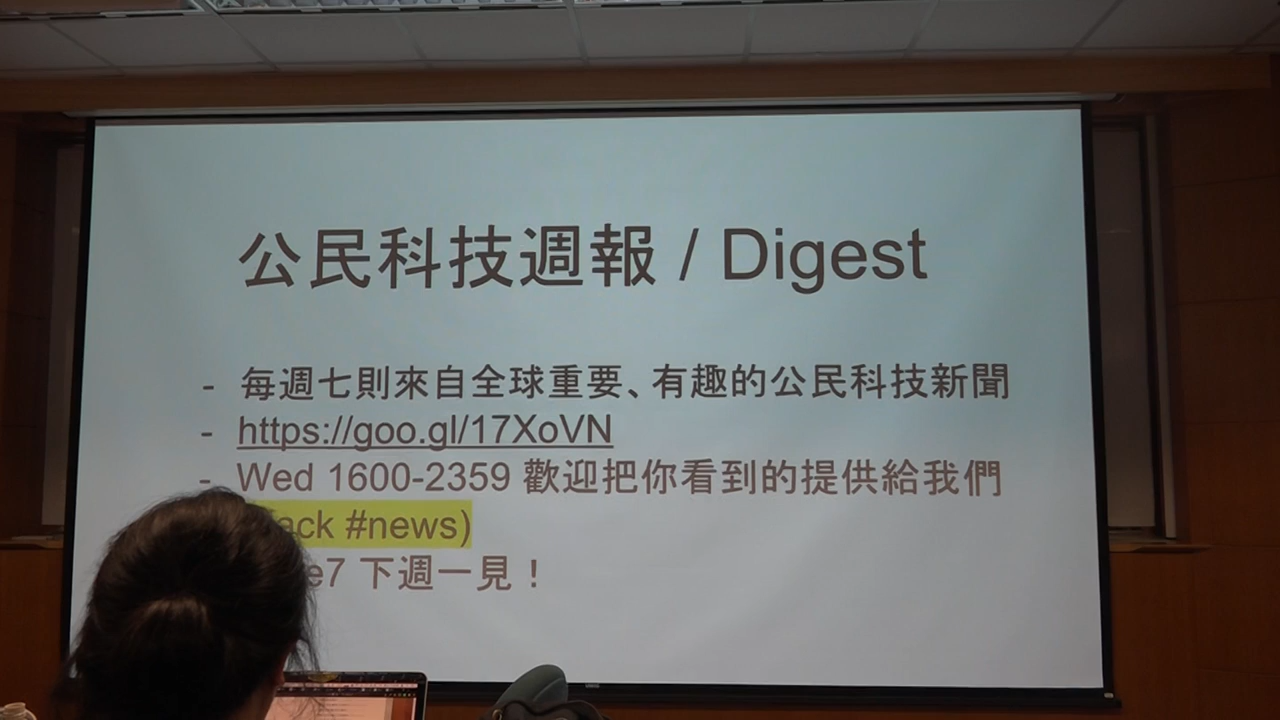 公民科技週報 / Digest
- 每週七則來自全球重要、有趣的公民科技新聞
- https://goo.gl/17XoVN
- Wed 1600-2359 歡迎把你看到的提供給我們
ack #news)
e7 下週一見！